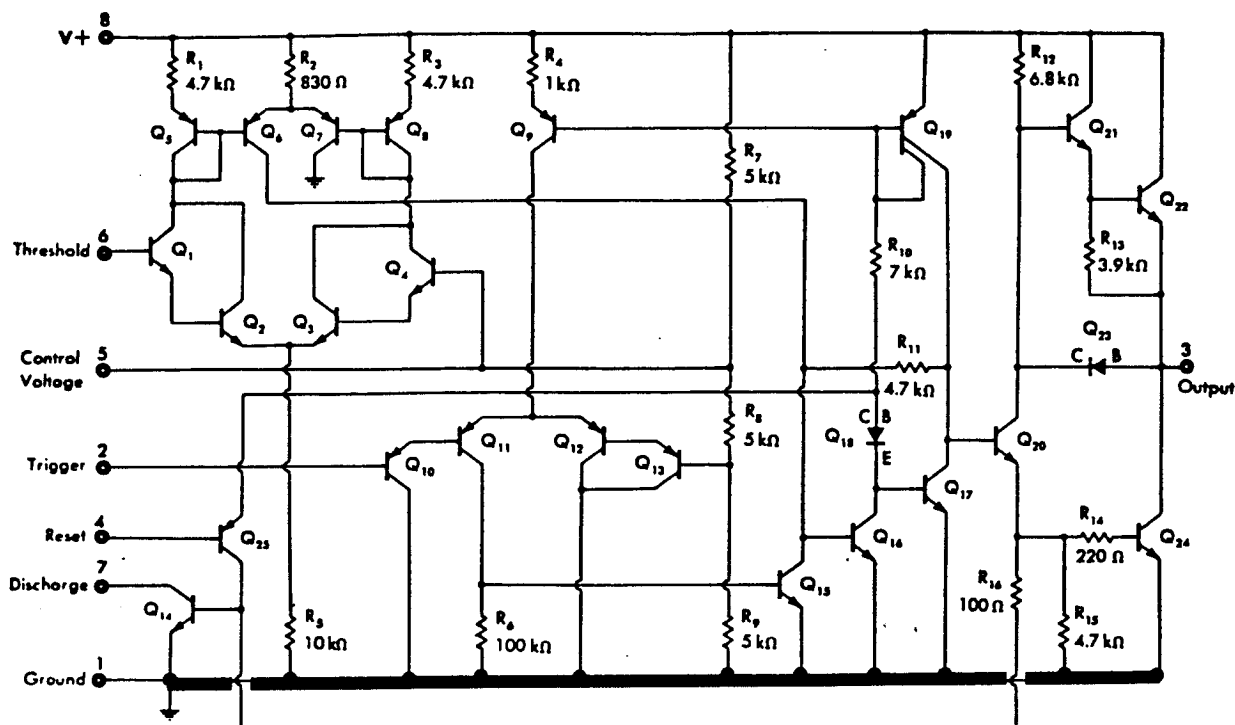 8
V+
R1
4.7 kΩ
R2
830 Ω
R3
4.7 kΩ
R4
1 kΩ
R12
6.8 kΩ
Q5
Q6
Q7
Q8
Q9
Q19
Q21
R7
5 kΩ
Q22
6
Threshold
Q1
Q4
R10
7 kΩ
R13
3.9 kΩ
Q2
Q3
Q23
5
Control
Voltage
R11
4.7 kΩ
C B
3
Output
R8
5 kΩ
C B
Q18
E
Q11
Q12
Q13
Q20
2
Trigger
Q10
Q17
4
Reset
Q25
Q16
R14
220 Ω
Q24
7
Discharge
Q14
Q15
R16
100 Ω
R5
10 kΩ
R6
100 kΩ
R9
5 kΩ
R15
4.7 kΩ
1
Ground